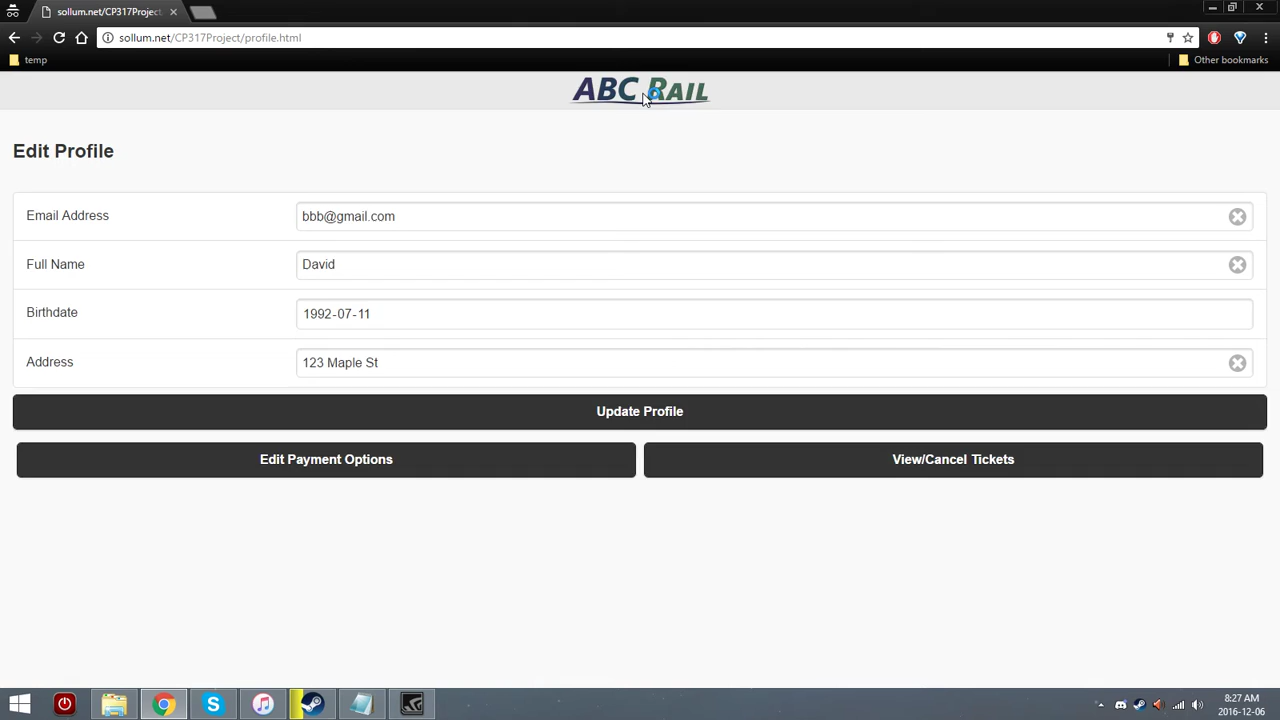 sollum.net/CP317Project
sollum.net/CP317Project/profile.html
temp
Other bookmarks
ABC RAIL
Edit Profile
Email Address
bbb@gmail.com
Full Name
David
Birthdate
1992-07-11
Address
123 Maple St
Update Profile
Edit Payment Options
View/Cancel Tickets
8:27 AM
2016-12-06